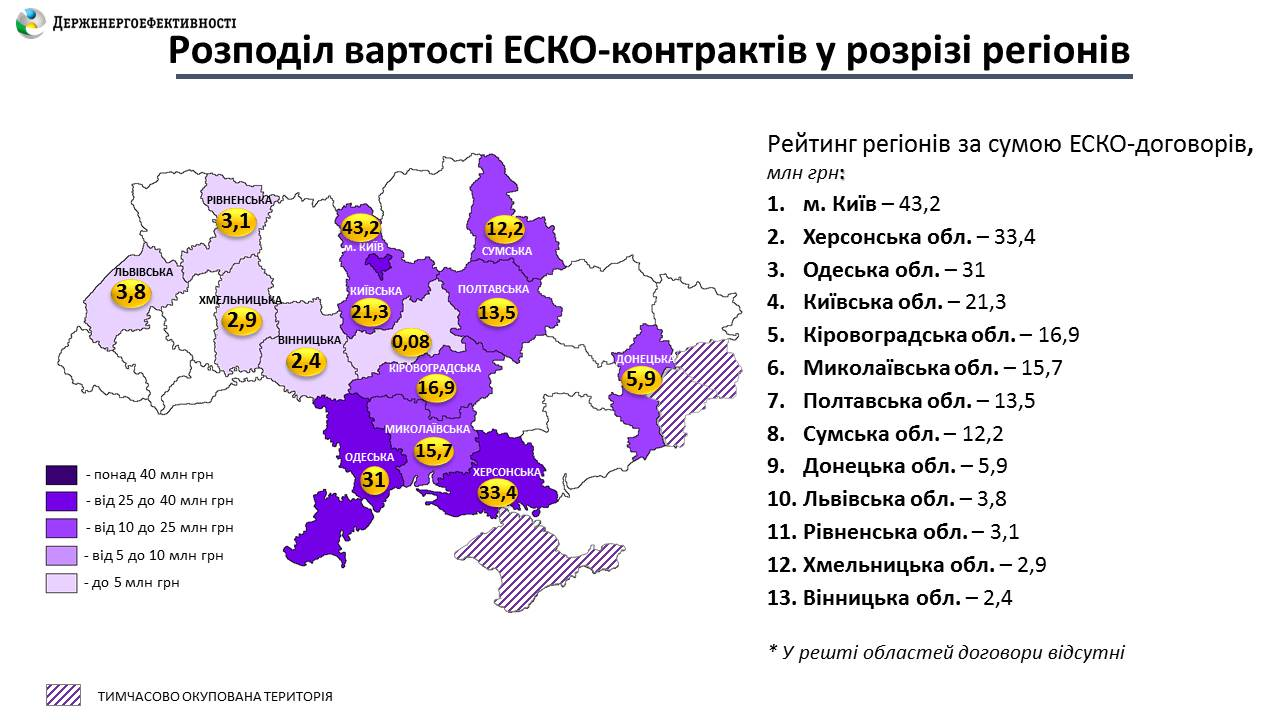 Держенергоефективності
Розподіл вартості ЕСКО-контрактів у розрізі регіонів
Рейтинг регіонів за сумою ЕСКО-договорів,
млн грн:
1. м. Київ – 43,2
2. Херсонська обл. – 33,4
3. Одеська обл. – 31
4. Київська обл. – 21,3
5. Кіровоградська обл. – 16,9
6. Миколаївська обл. – 15,7
7. Полтавська обл. – 13,5
8. Сумська обл. – 12,2
9. Донецька обл. – 5,9
10. Львівська обл. – 3,8
11. Рівненська обл. – 3,1
12. Хмельницька обл. – 2,9
13. Вінницька обл. – 2,4
* У решті областей договори відсутні
РІВНЕНСЬКА
3,1
43,2
м. КИЇВ
12,2
СУМСЬКА
ЛЬВІВСЬКА
3,8
ХМЕЛЬНИЦЬКА
2,9
КИЇВСЬКА
21,3
ПОЛТАВСЬКА
13,5
ВІННИЦЬКА
2,4
0,08
КІРОВОГРАДСЬКА
16,9
ДОНЕЦЬКА
5,9
МИКОЛАЇВСЬКА
15,7
ОДЕСЬКА
31
ХЕРСОНСЬКА
33,4
- понад 40 млн грн
- від 25 до 40 млн грн
- від 10 до 25 млн грн
- від 5 до 10 млн грн
- до 5 млн грн
ТИМЧАСОВО ОКУПОВАНА ТЕРИТОРІЯ